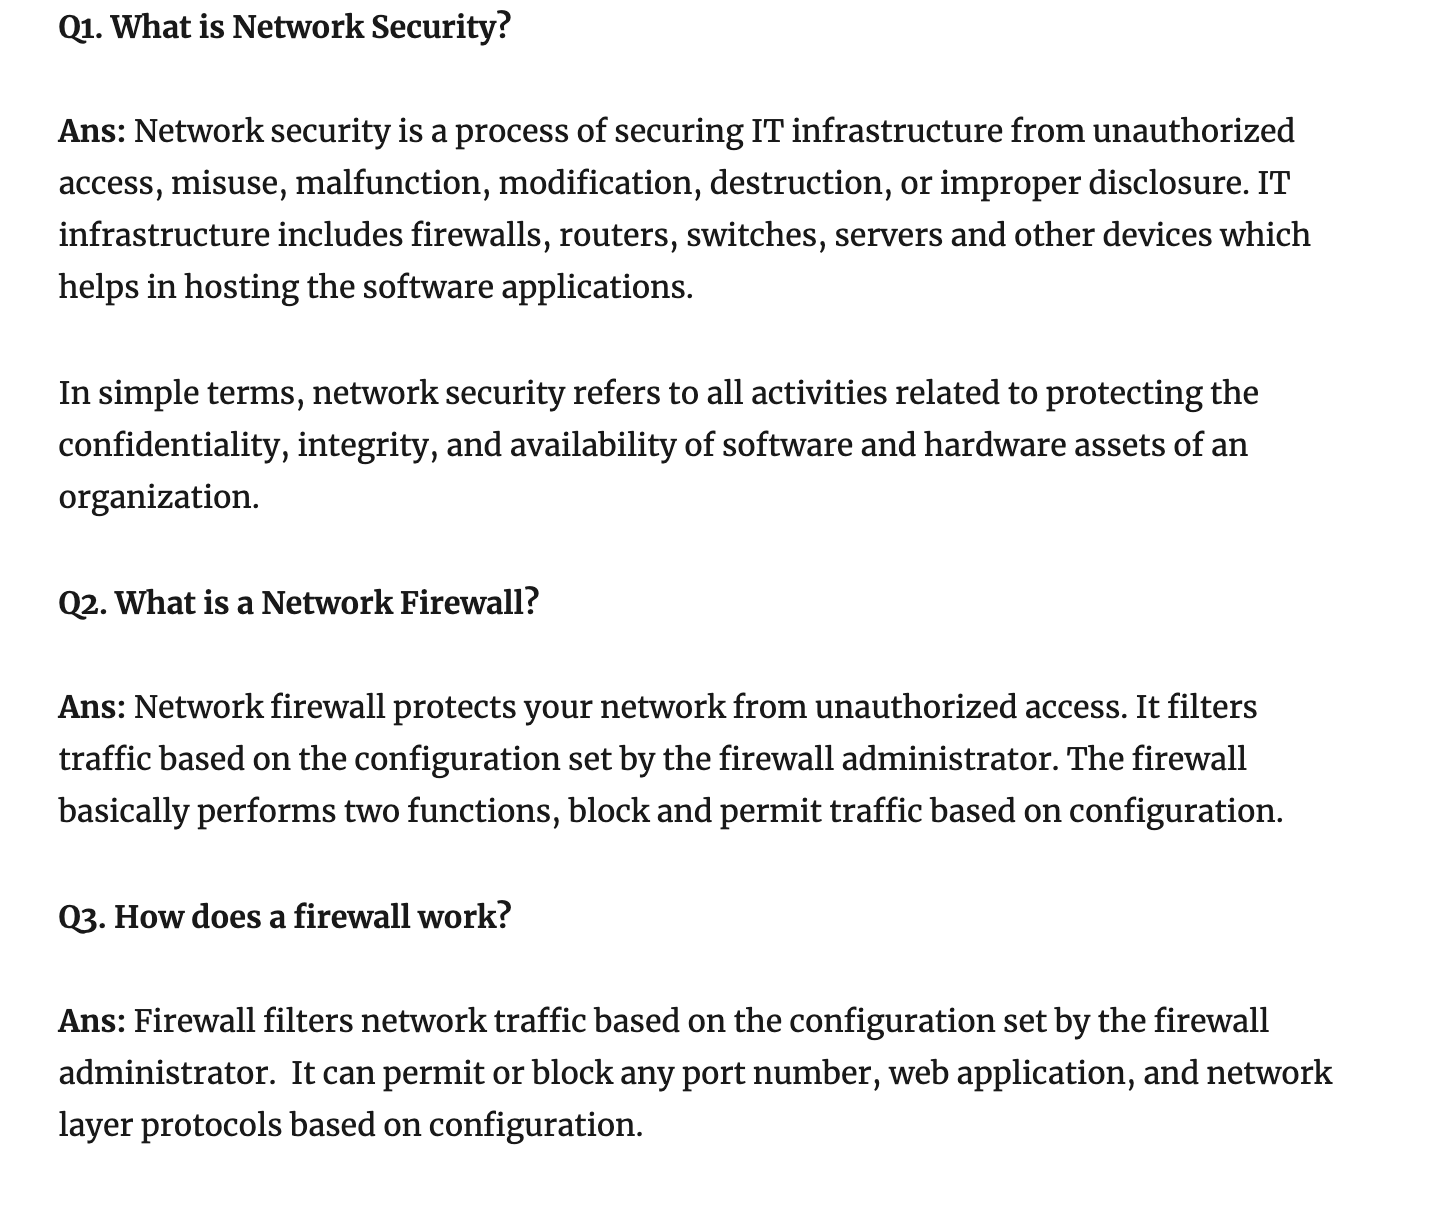 Q1. What is Network Security?
Ans: Network security is a process of securing IT infrastructure from unauthorized
access, misuse, malfunction, modification, destruction, or improper disclosure. IT
infrastructure includes firewalls, routers, switches, servers and other devices which
helps in hosting the software applications.
In simple terms, network security refers to all activities related to protecting the
confidentiality, integrity, and availability of software and hardware assets of an
organization.
Q2. What is a Network Firewall?
Ans: Network firewall protects your network from unauthorized access. It filters
traffic based on the configuration set by the firewall administrator. The firewall
basically performs two functions, block and permit traffic based on configuration.
Q3. How does a firewall work?
Ans: Firewall filters network traffic based on the configuration set by the firewall
administrator.  It can permit or block any port number, web application, and network
layer protocols based on configuration.